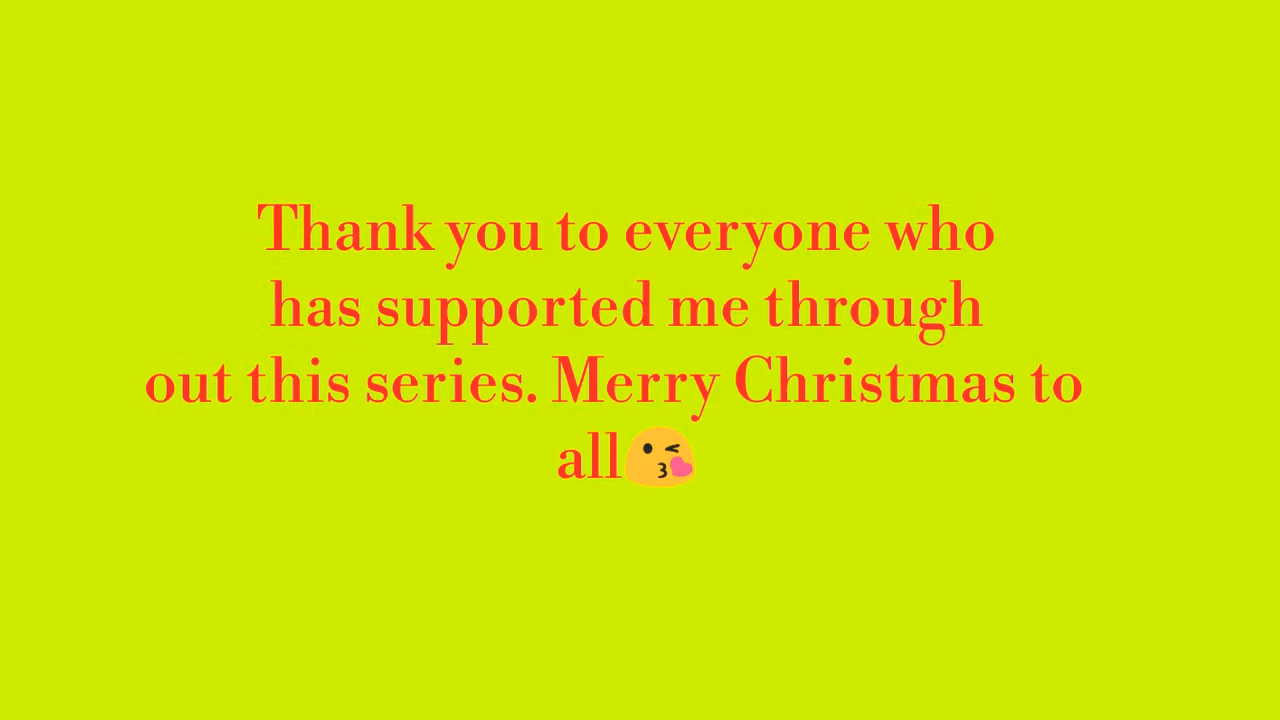 Thank you to everyone who
has supported me through
out this series. Merry Christmas to
all😘